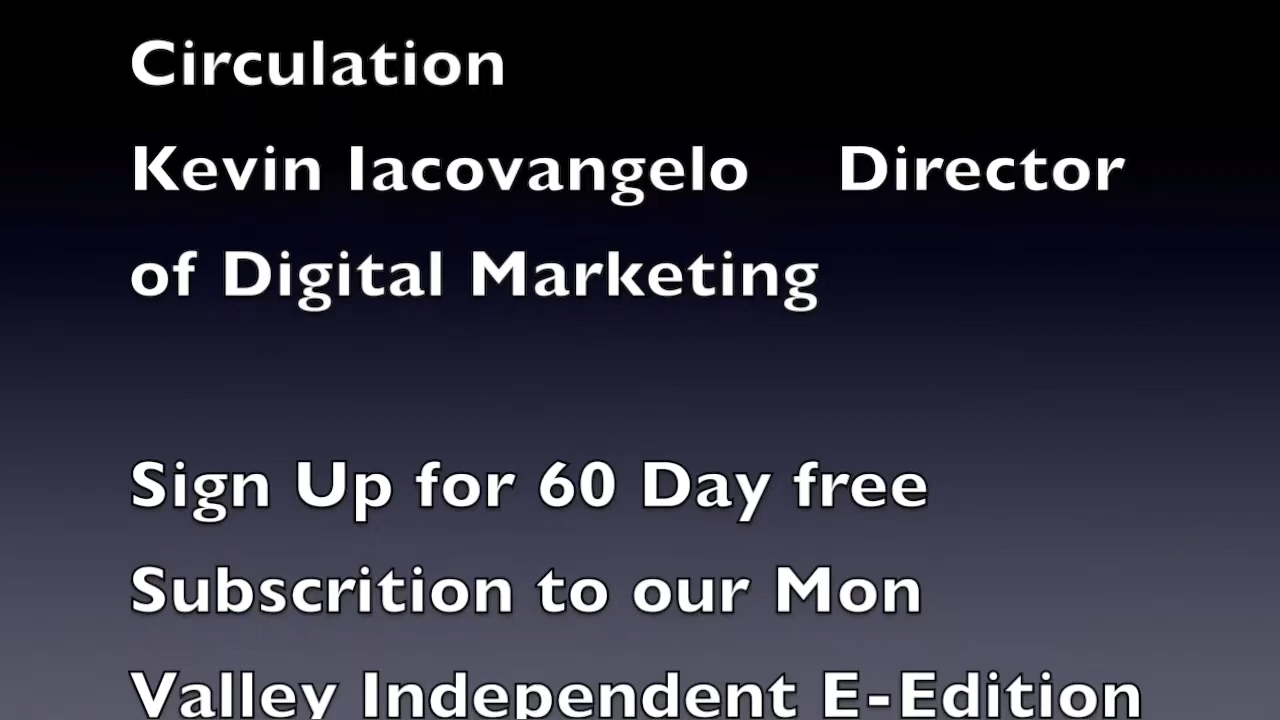 Circulation
Kevin Iacovangelo    Director
of Digital Marketing
Sign Up for 60 Day free
Subscrition to our Mon
Valley Independent E-Edition